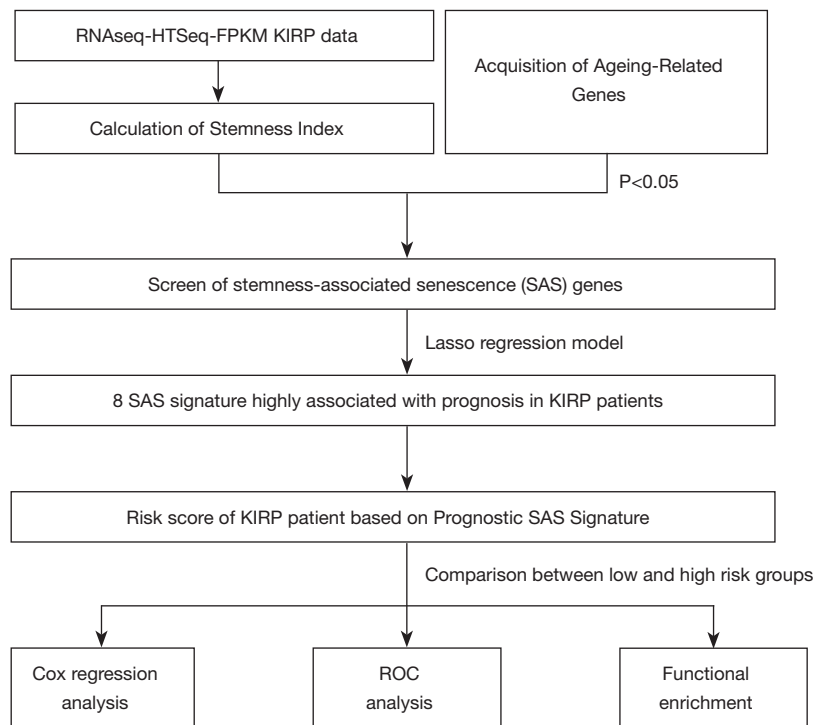 RNAseq-HTSeq-FPKM KIRP data
Acquisition of Ageing-Related
Genes
Calculation of Stemness Index
P<0.05
Screen of stemness-associated senescence (SAS) genes
Lasso regression model
8 SAS signature highly associated with prognosis in KIRP patients
Risk score of KIRP patient based on Prognostic SAS Signature
Comparison between low and high risk groups
Cox regression
analysis
ROC
analysis
Functional
enrichment